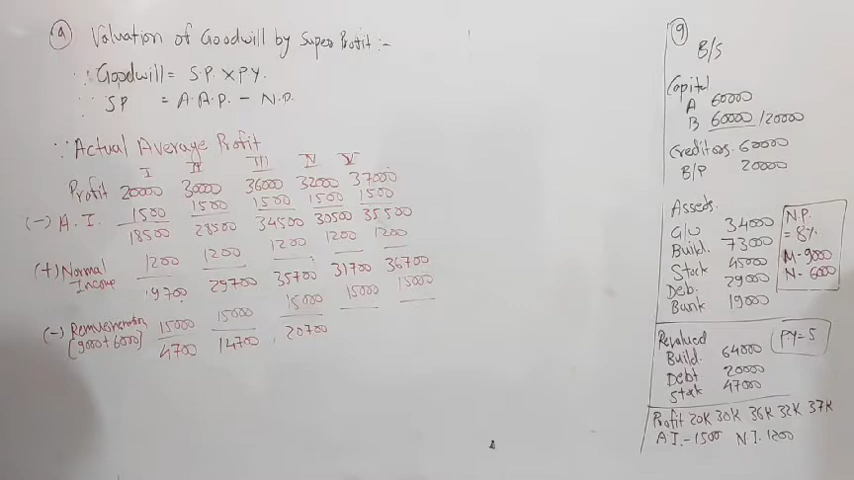 (9) Valuation of Goodwill by Super Profit :-
∴ Goodwill = S.P. X P.Y.
∴ SP = A.A.P. - N.P.
∵ Actual Average Profit
I II III IV V
Profit 20000 30000 36000 32000 37000
(-) A.I. 1500 1500 1500 1500 1500
18500 28500 34500 30500 35500
(+) Normal Income 1200 1200 1200 1200 1200
19700 29700 35700 31700 36700
(-) Remuneration 15000 15000 15000 15000 15000
[9000+6000] 4700 14700 20700
(9)
B/S
Capital
A 60000
B 60000 /120000
Creditors. 60000
B/P 20000
Assets.
G/W 34000
Build. 73000
Stock 45000
Deb. 29000
Bank 19000
N.P.
= 8%
M-9000
N-6000
Revalued
Build. 64000
Debt 20000
Stock 47000
P.Y = 5
Profit 20K 30K 36K 32K 37K
A I. - 1500 N.I. 1200